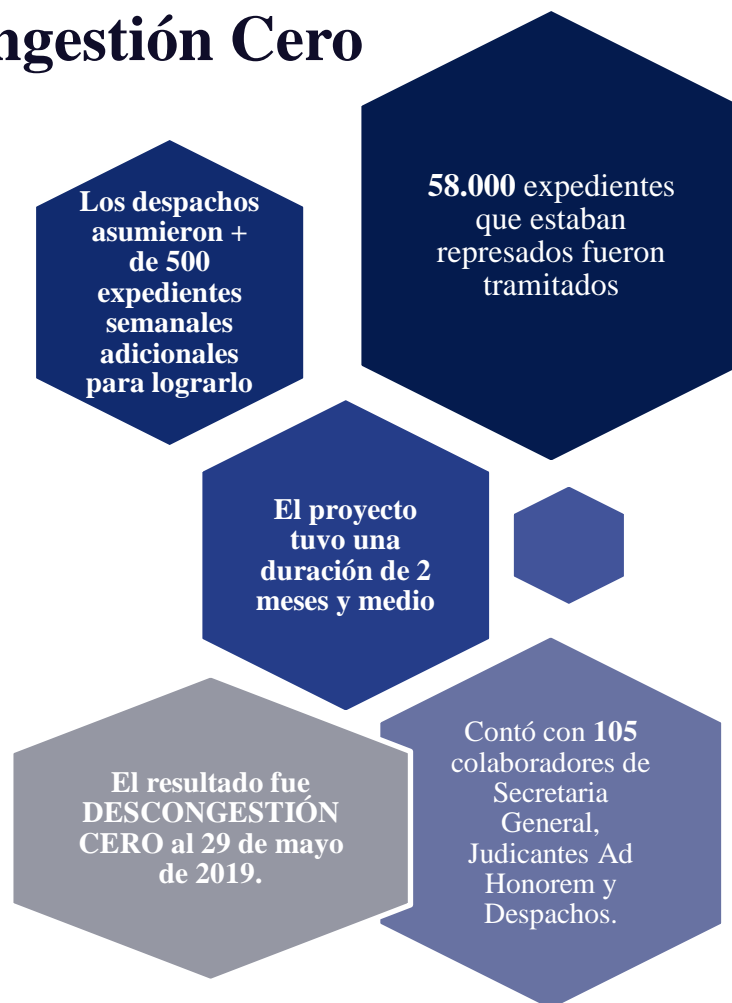 ngestión Cero
Los despachos
asumieron +
de 500
expedientes
semanales
adicionales
para lograrlo
58.000 expedientes
que estaban
represados fueron
tramitados
El proyecto
tuvo una
duración de 2
meses y medio
El resultado fue
DESCONGESTIÓN
CERO al 29 de mayo
de 2019.
Contó con 105
colaboradores de
Secretaria
General,
Judicantes Ad
Honorem y
Despachos.